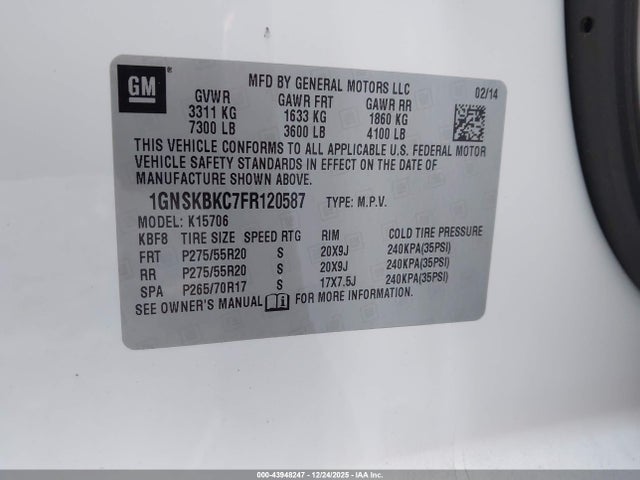 GM ®
MFD BY GENERAL MOTORS LLC
02/14
GVWR GAWR FRT GAWR RR
3311 KG 1633 KG 1860 KG
7300 LB 3600 LB 4100 LB
THIS VEHICLE CONFORMS TO ALL APPLICABLE U.S. FEDERAL MOTOR
VEHICLE SAFETY STANDARDS IN EFFECT ON THE DATE OF
MANUFACTURE SHOWN ABOVE.
1GNSKBKC7FR120587 TYPE: M.P.V.
MODEL: K15706
KBF8 TIRE SIZE SPEED RTG RIM COLD TIRE PRESSURE
FRT P275/55R20 S 20X9J 240KPA(35PSI)
RR P275/55R20 S 20X9J 240KPA(35PSI)
SPA P265/70R17 S 17X7.5J 240KPA(35PSI)
SEE OWNER'S MANUAL i FOR MORE INFORMATION.
000-43948247 - 12/24/2025 - IAAI.COM